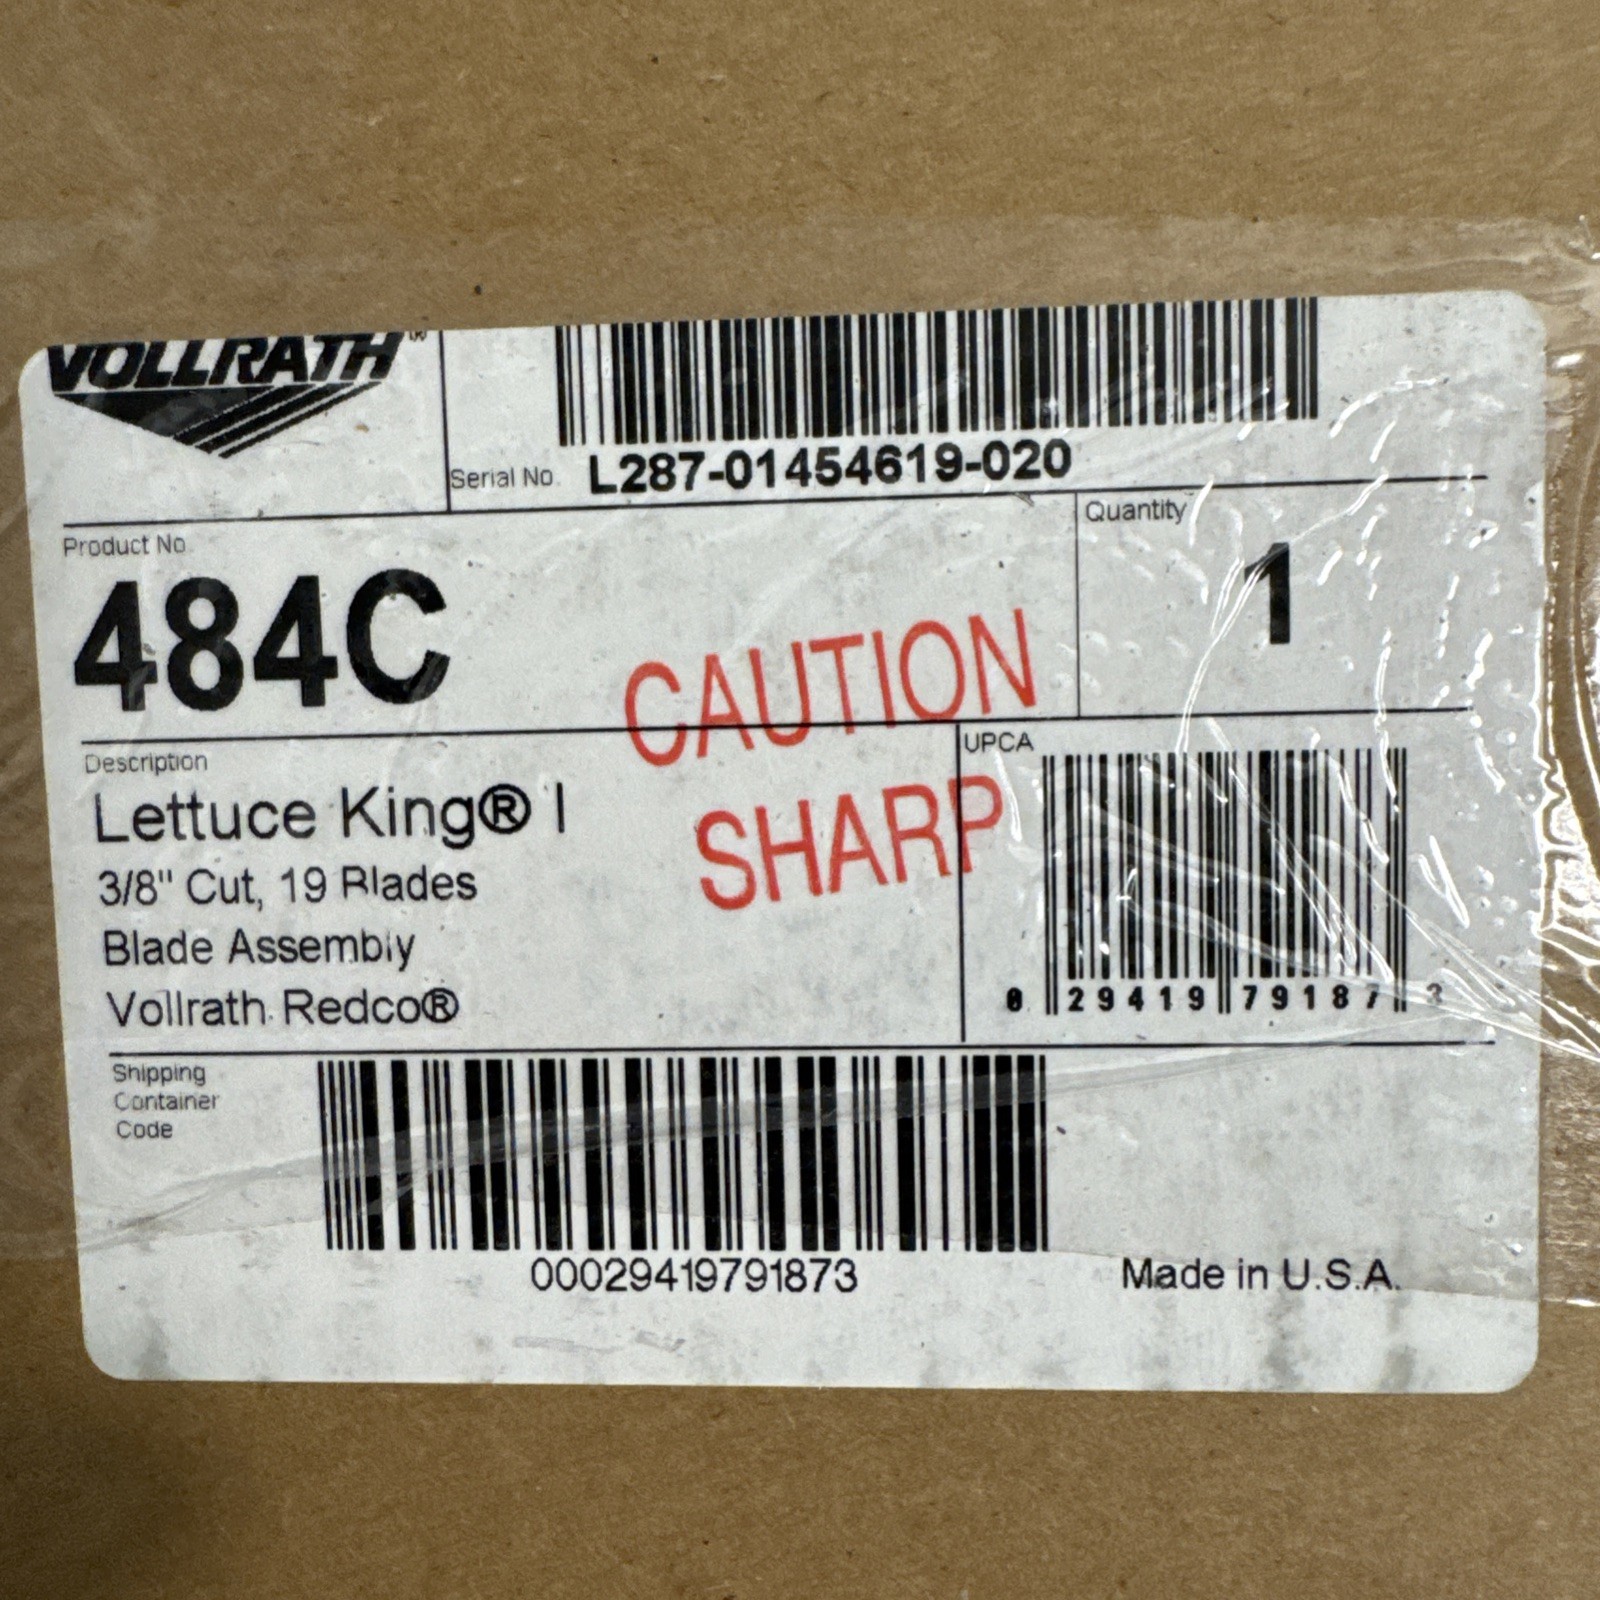 VOLLRATH®
Serial No. L287-01454619-020
Product No.
484C
Quantity
1
CAUTION
SHARP
Description
Lettuce King® I
3/8" Cut, 19 Blades
Blade Assembly
Vollrath Redco®
UPCA
0 29419 79187 3
Shipping
Container
Code
00029419791873
Made in U.S.A.